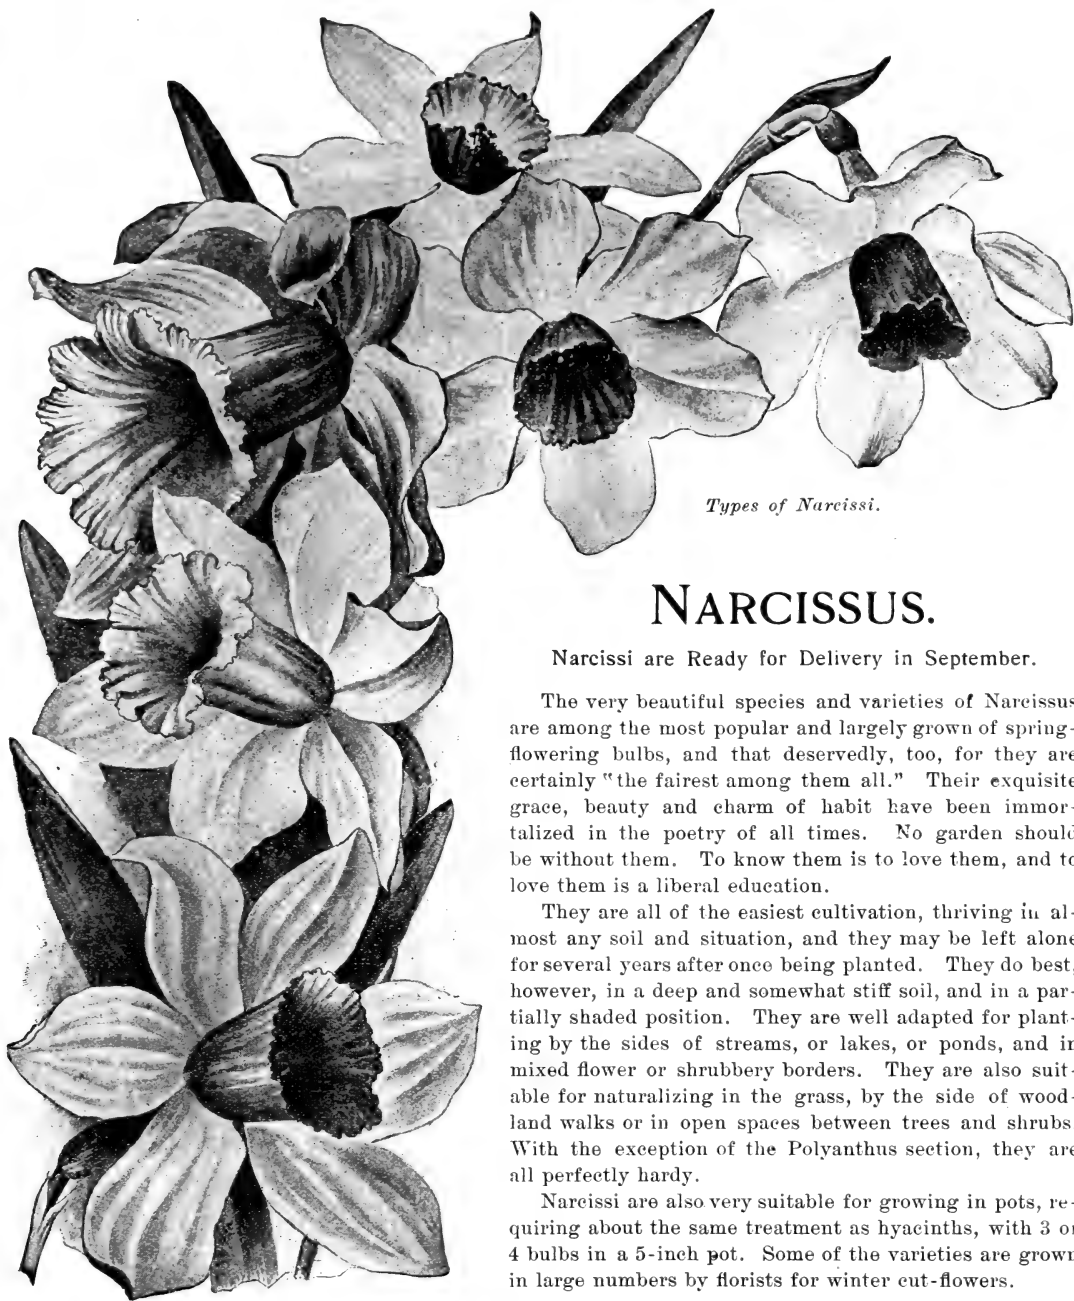 Types of Narcissi.
NARCISSUS.
Narcissi are Ready for Delivery in September.
The very beautiful species and varieties of Narcissus
are among the most popular and largely grown of spring-
flowering bulbs, and that deservedly, too, for they are
certainly "the fairest among them all." Their exquisite
grace, beauty and charm of habit have been immor-
talized in the poetry of all times. No garden should
be without them. To know them is to love them, and to
love them is a liberal education.
They are all of the easiest cultivation, thriving in al-
most any soil and situation, and they may be left alone
for several years after once being planted. They do best,
however, in a deep and somewhat stiff soil, and in a par-
tially shaded position. They are well adapted for plant-
ing by the sides of streams, or lakes, or ponds, and in
mixed flower or shrubbery borders. They are also suit-
able for naturalizing in the grass, by the side of wood-
land walks or in open spaces between trees and shrubs
With the exception of the Polyanthus section, they are
all perfectly hardy.
Narcissi are also very suitable for growing in pots, re-
quiring about the same treatment as hyacinths, with 3 or
4 bulbs in a 5-inch pot. Some of the varieties are grown
in large numbers by florists for winter cut-flowers.